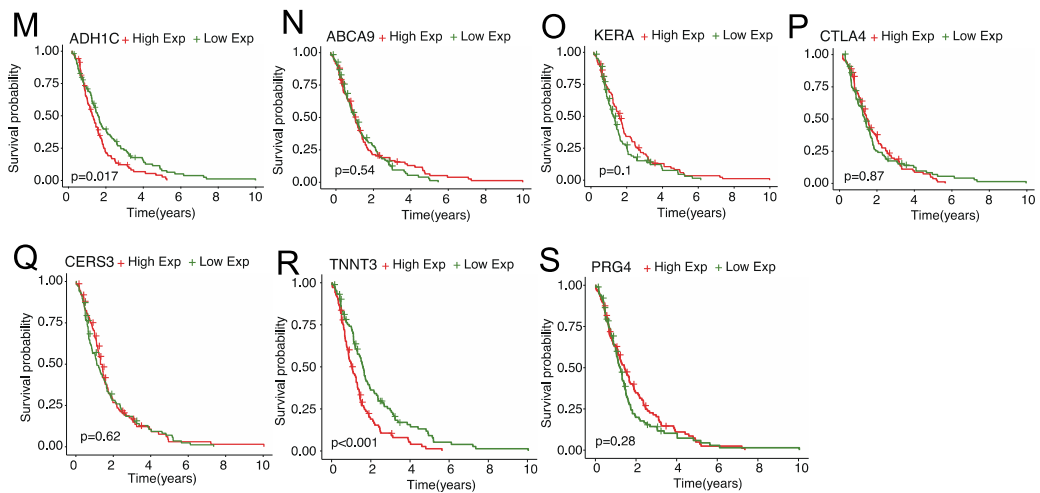 M
ADH1C + High Exp + Low Exp
Survival probability
1.00
0.75
0.50
0.25
0.00
p=0.017
0 2 4 6 8 10
Time(years)
N
ABCA9 + High Exp + Low Exp
Survival probability
1.00
0.75
0.50
0.25
0.00
p=0.54
0 2 4 6 8 10
Time(years)
O
KERA + High Exp + Low Exp
Survival probability
1.00
0.75
0.50
0.25
0.00
p=0.1
0 2 4 6 8 10
Time(years)
P
CTLA4 + High Exp + Low Exp
Survival probability
1.00
0.75
0.50
0.25
0.00
p=0.87
0 2 4 6 8 10
Time(years)
Q
CERS3 + High Exp + Low Exp
Survival probability
1.00
0.75
0.50
0.25
0.00
p=0.62
0 2 4 6 8 10
Time(years)
R
TNNT3 + High Exp + Low Exp
Survival probability
1.00
0.75
0.50
0.25
0.00
p<0.001
0 2 4 6 8 10
Time(years)
S
PRG4 + High Exp + Low Exp
Survival probability
1.00
0.75
0.50
0.25
0.00
p=0.28
0 2 4 6 8 10
Time(years)